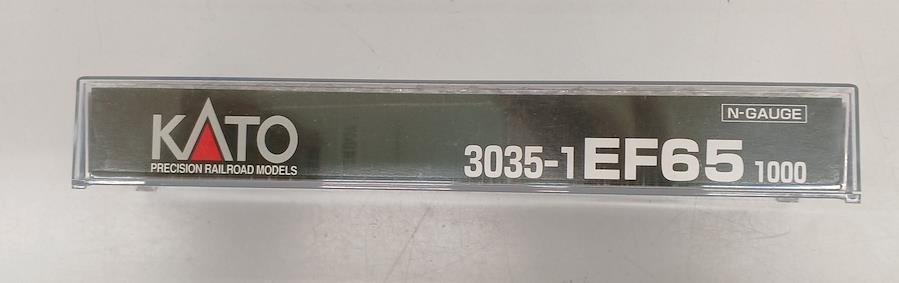 KATO
PRECISION RAILROAD MODELS
N-GAUGE
3035-1 EF65 1000